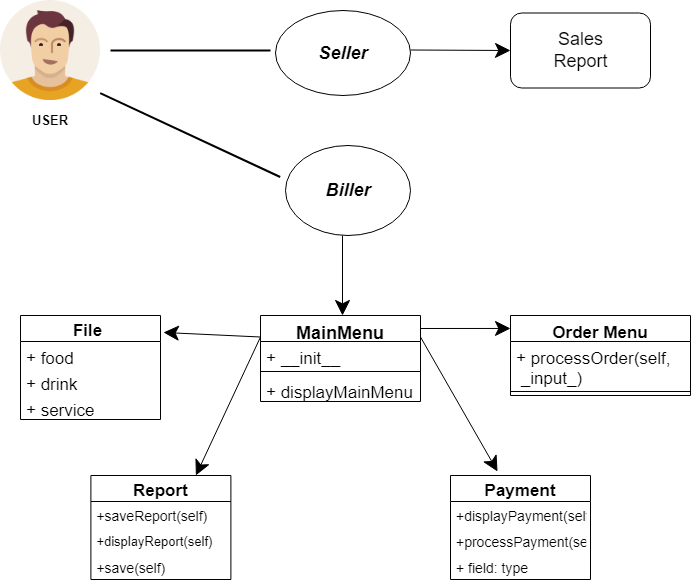 Seller
Sales
Report
USER
Biller
File
+ food
+ drink
+ service
MainMenu
+ __init__
+ displayMainMenu
Order Menu
+ processOrder(self,
_input_)
Report
+saveReport(self)
+displayReport(self)
+save(self)
Payment
+displayPayment(sel
+processPayment(se
+ field: type